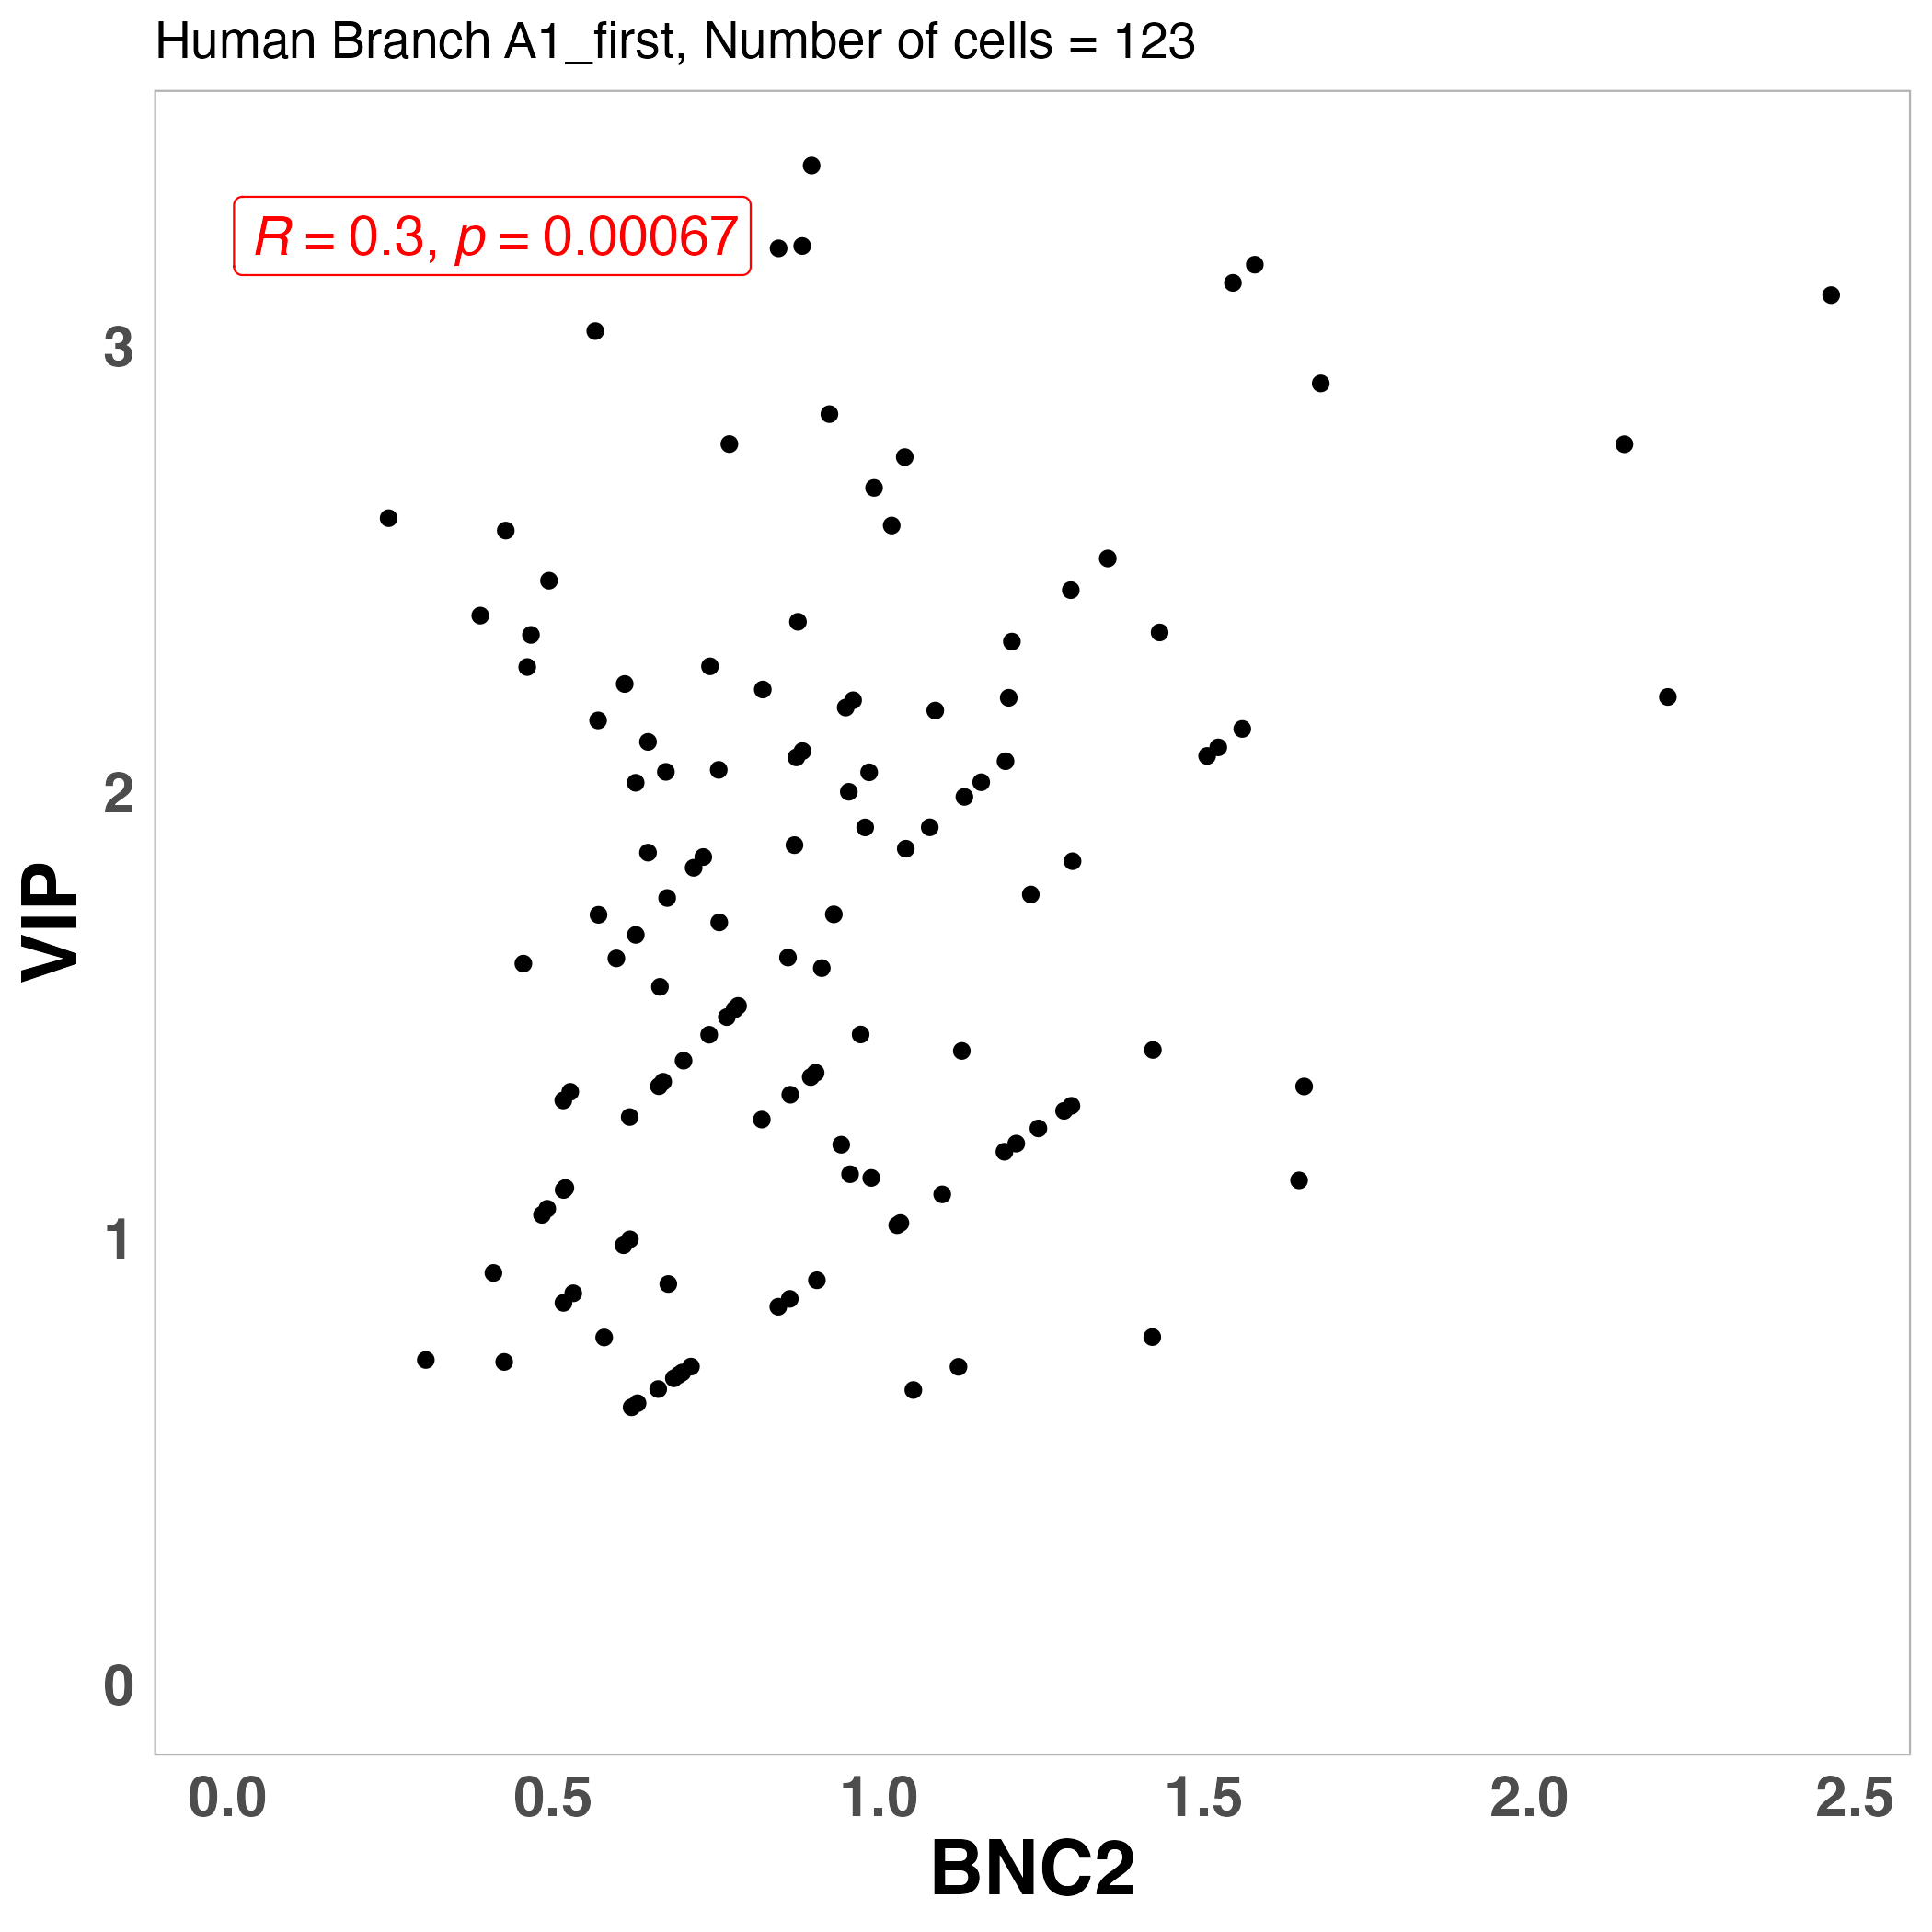 Human Branch A1_first, Number of cells = 123
R = 0.3, p = 0.00067
3
2
1
0
VIP
0.0 0.5 1.0 1.5 2.0 2.5
BNC2